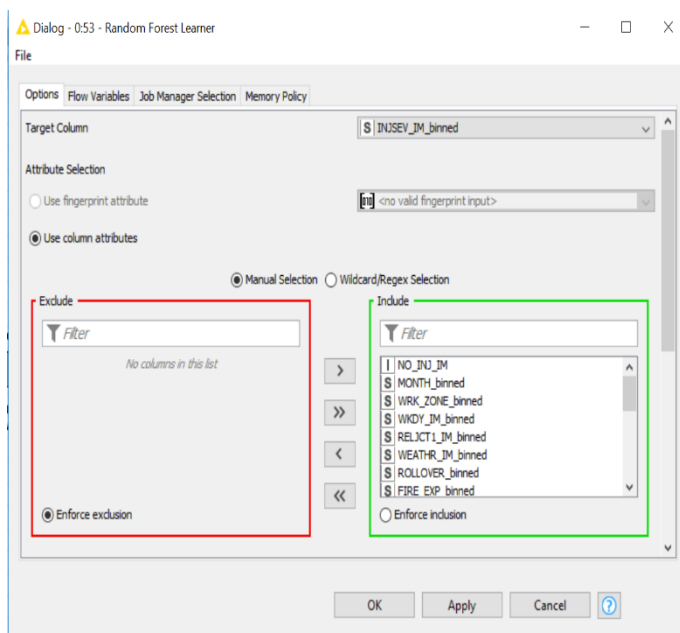 Dialog - 0:53 - Random Forest Learner
File
Options Flow Variables Job Manager Selection Memory Policy
Target Column S INJSEV_IM_binned
Attribute Selection
Use fingerprint attribute <no valid fingerprint input>
Use column attributes
Manual Selection Wildcard/Regex Selection
Exclude Include
Filter Filter
No columns in this list
I NO_INJ_IM
S MONTH_binned
> S WRK_ZONE_binned
S WKDY_IM_binned
>> S RELJCT1_IM_binned
S WEATHR_IM_binned
< S ROLLOVER_binned
<< S FIRE_EXP_binned
Enforce exclusion Enforce inclusion
OK Apply Cancel ?